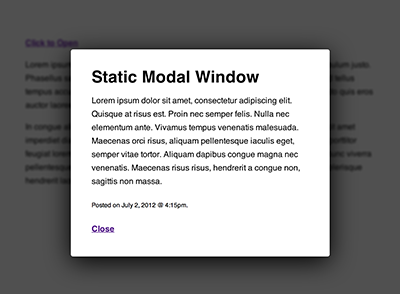 Click to Open
Static Modal Window
Lorem ipsum dolor sit amet, consectetur adipiscing elit.
Quisque at risus est. Proin nec semper felis. Nulla nec
elementum ante. Vivamus tempus venenatis malesuada.
Maecenas orci risus, aliquam pellentesque iaculis eget,
semper vitae tortor. Aliquam dapibus congue magna nec
venenatis. Maecenas risus risus, hendrerit a congue non,
sagittis non massa.
Posted on July 2, 2012 @ 4:15pm.
Close